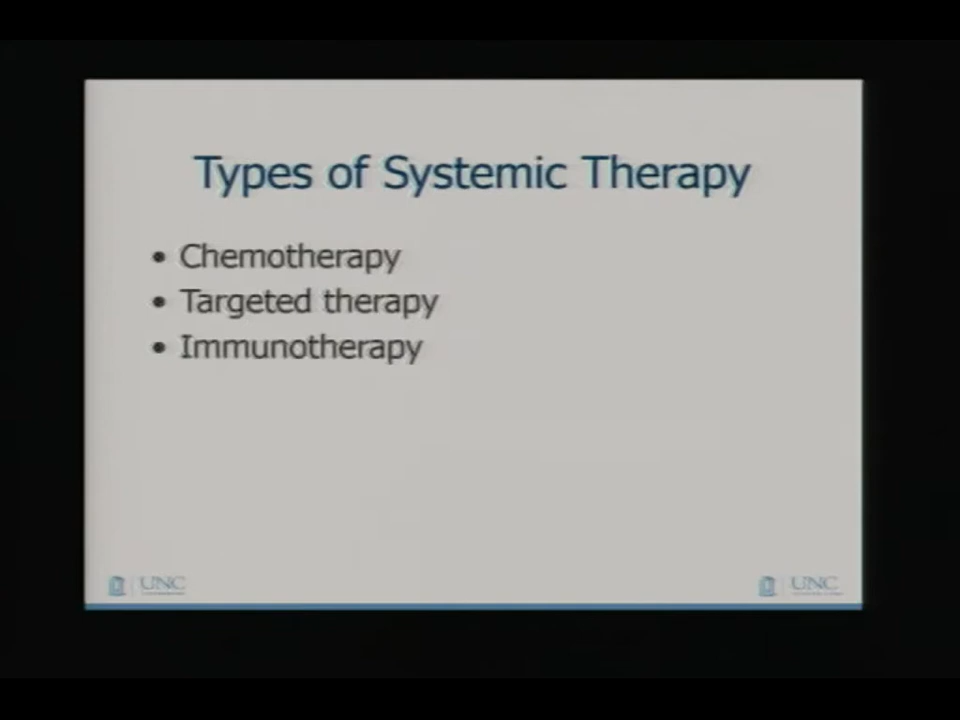 Types of Systemic Therapy
• Chemotherapy
• Targeted therapy
• Immunotherapy
UNC
UNC